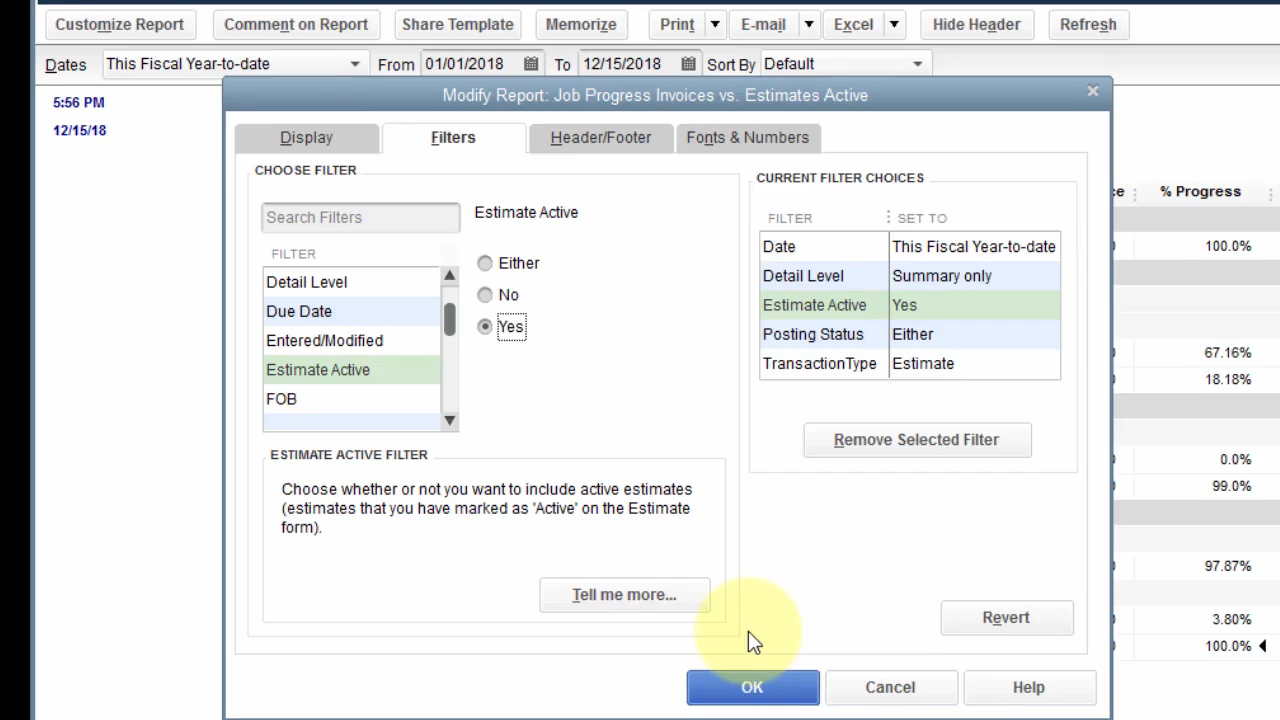 Customize Report Comment on Report Share Template Memorize Print E-mail Excel Hide Header Refresh
Dates This Fiscal Year-to-date From 01/01/2018 To 12/15/2018 Sort By Default
5:56 PM
12/15/18
Modify Report: Job Progress Invoices vs. Estimates Active
Display Filters Header/Footer Fonts & Numbers
CHOOSE FILTER
Search Filters
FILTER
Detail Level
Due Date
Entered/Modified
Estimate Active
FOB
Estimate Active
Either
No
Yes
ESTIMATE ACTIVE FILTER
Choose whether or not you want to include active estimates
(estimates that you have marked as 'Active' on the Estimate
form).
Tell me more...
CURRENT FILTER CHOICES
FILTER SET TO
Date This Fiscal Year-to-date
Detail Level Summary only
Estimate Active Yes
Posting Status Either
TransactionType Estimate
Remove Selected Filter
Revert
OK Cancel Help
% Progress
100.0%
67.16%
18.18%
0.0%
99.0%
97.87%
3.80%
100.0%